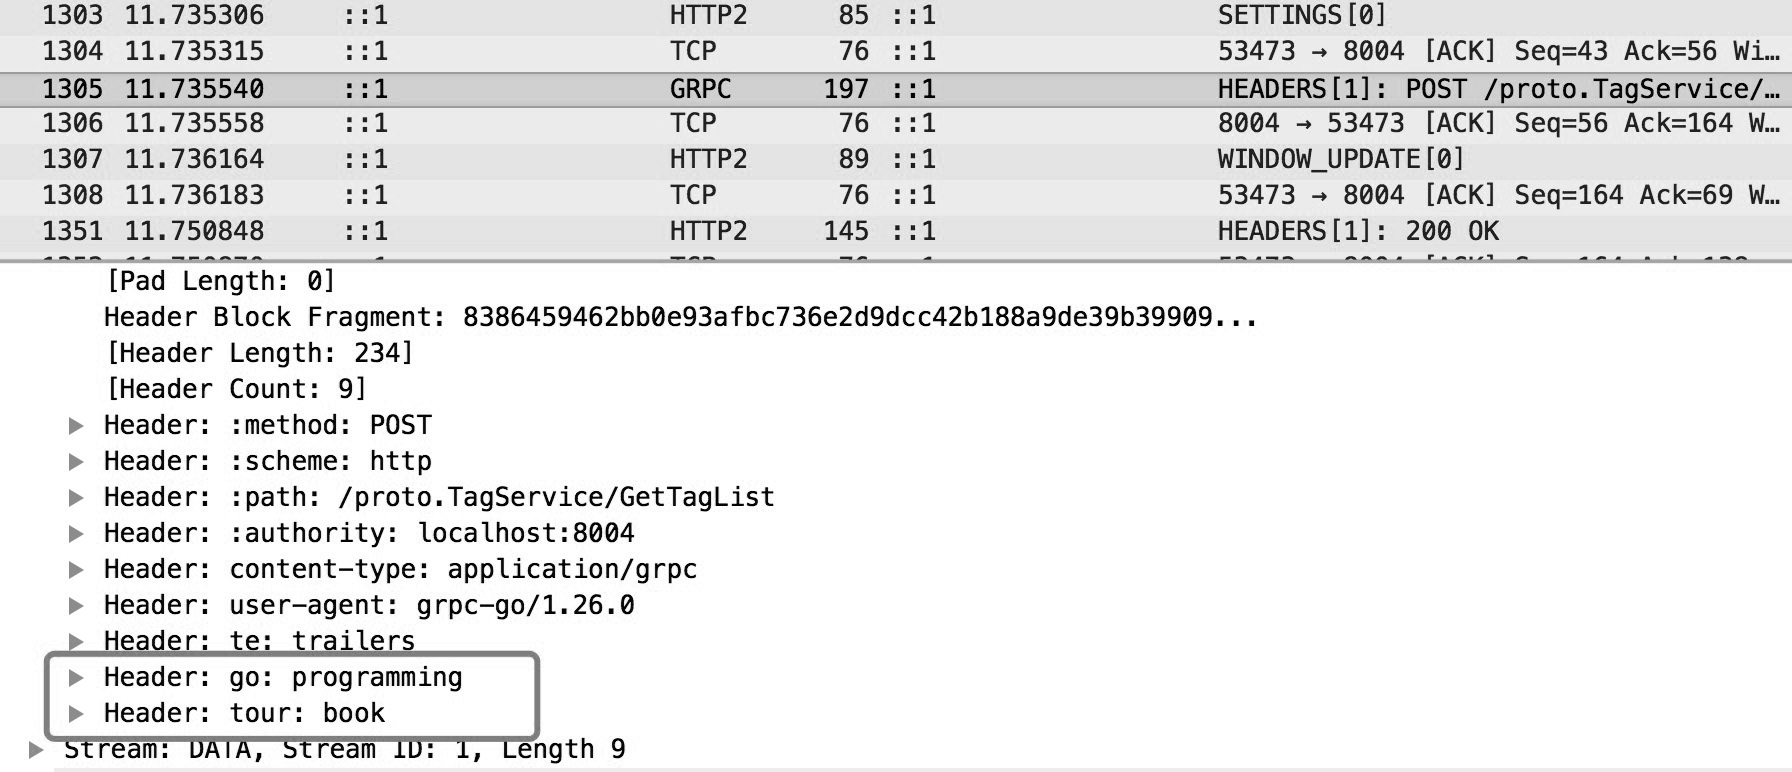 1303 11.735306 ::1 HTTP2 85 ::1 SETTINGS[0]
1304 11.735315 ::1 TCP 76 ::1 53473 → 8004 [ACK] Seq=43 Ack=56 Wi…
1305 11.735540 ::1 GRPC 197 ::1 HEADERS[1]: POST /proto.TagService/…
1306 11.735558 ::1 TCP 76 ::1 8004 → 53473 [ACK] Seq=56 Ack=164 W…
1307 11.736164 ::1 HTTP2 89 ::1 WINDOW_UPDATE[0]
1308 11.736183 ::1 TCP 76 ::1 53473 → 8004 [ACK] Seq=164 Ack=69 W…
1351 11.750848 ::1 HTTP2 145 ::1 HEADERS[1]: 200 OK
[Pad Length: 0]
Header Block Fragment: 8386459462bb0e93afbc736e2d9dcc42b188a9de39b39909...
[Header Length: 234]
[Header Count: 9]
Header: :method: POST
Header: :scheme: http
Header: :path: /proto.TagService/GetTagList
Header: :authority: localhost:8004
Header: content-type: application/grpc
Header: user-agent: grpc-go/1.26.0
Header: te: trailers
Header: go: programming
Header: tour: book
Stream: DATA, Stream ID: 1, Length 9